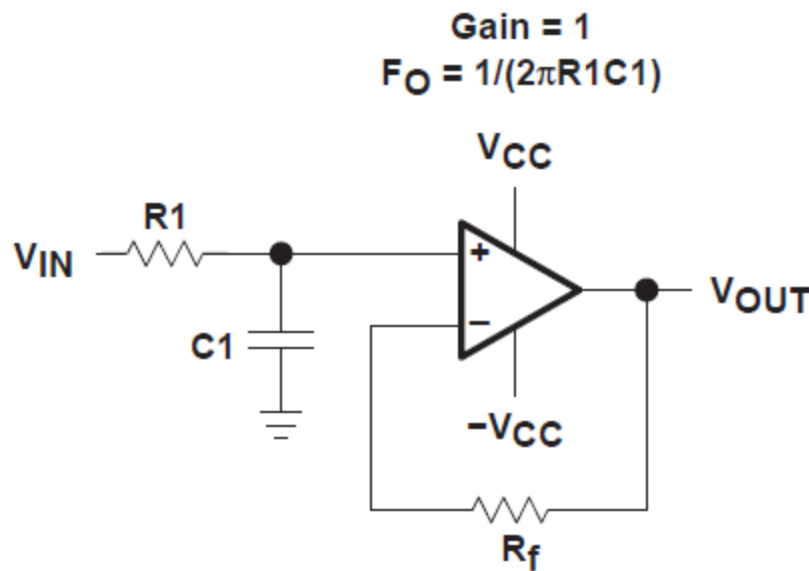 Gain = 1
FO = 1/(2πR1C1)
VCC
R1
VIN
+
−
VOUT
C1
−VCC
Rf